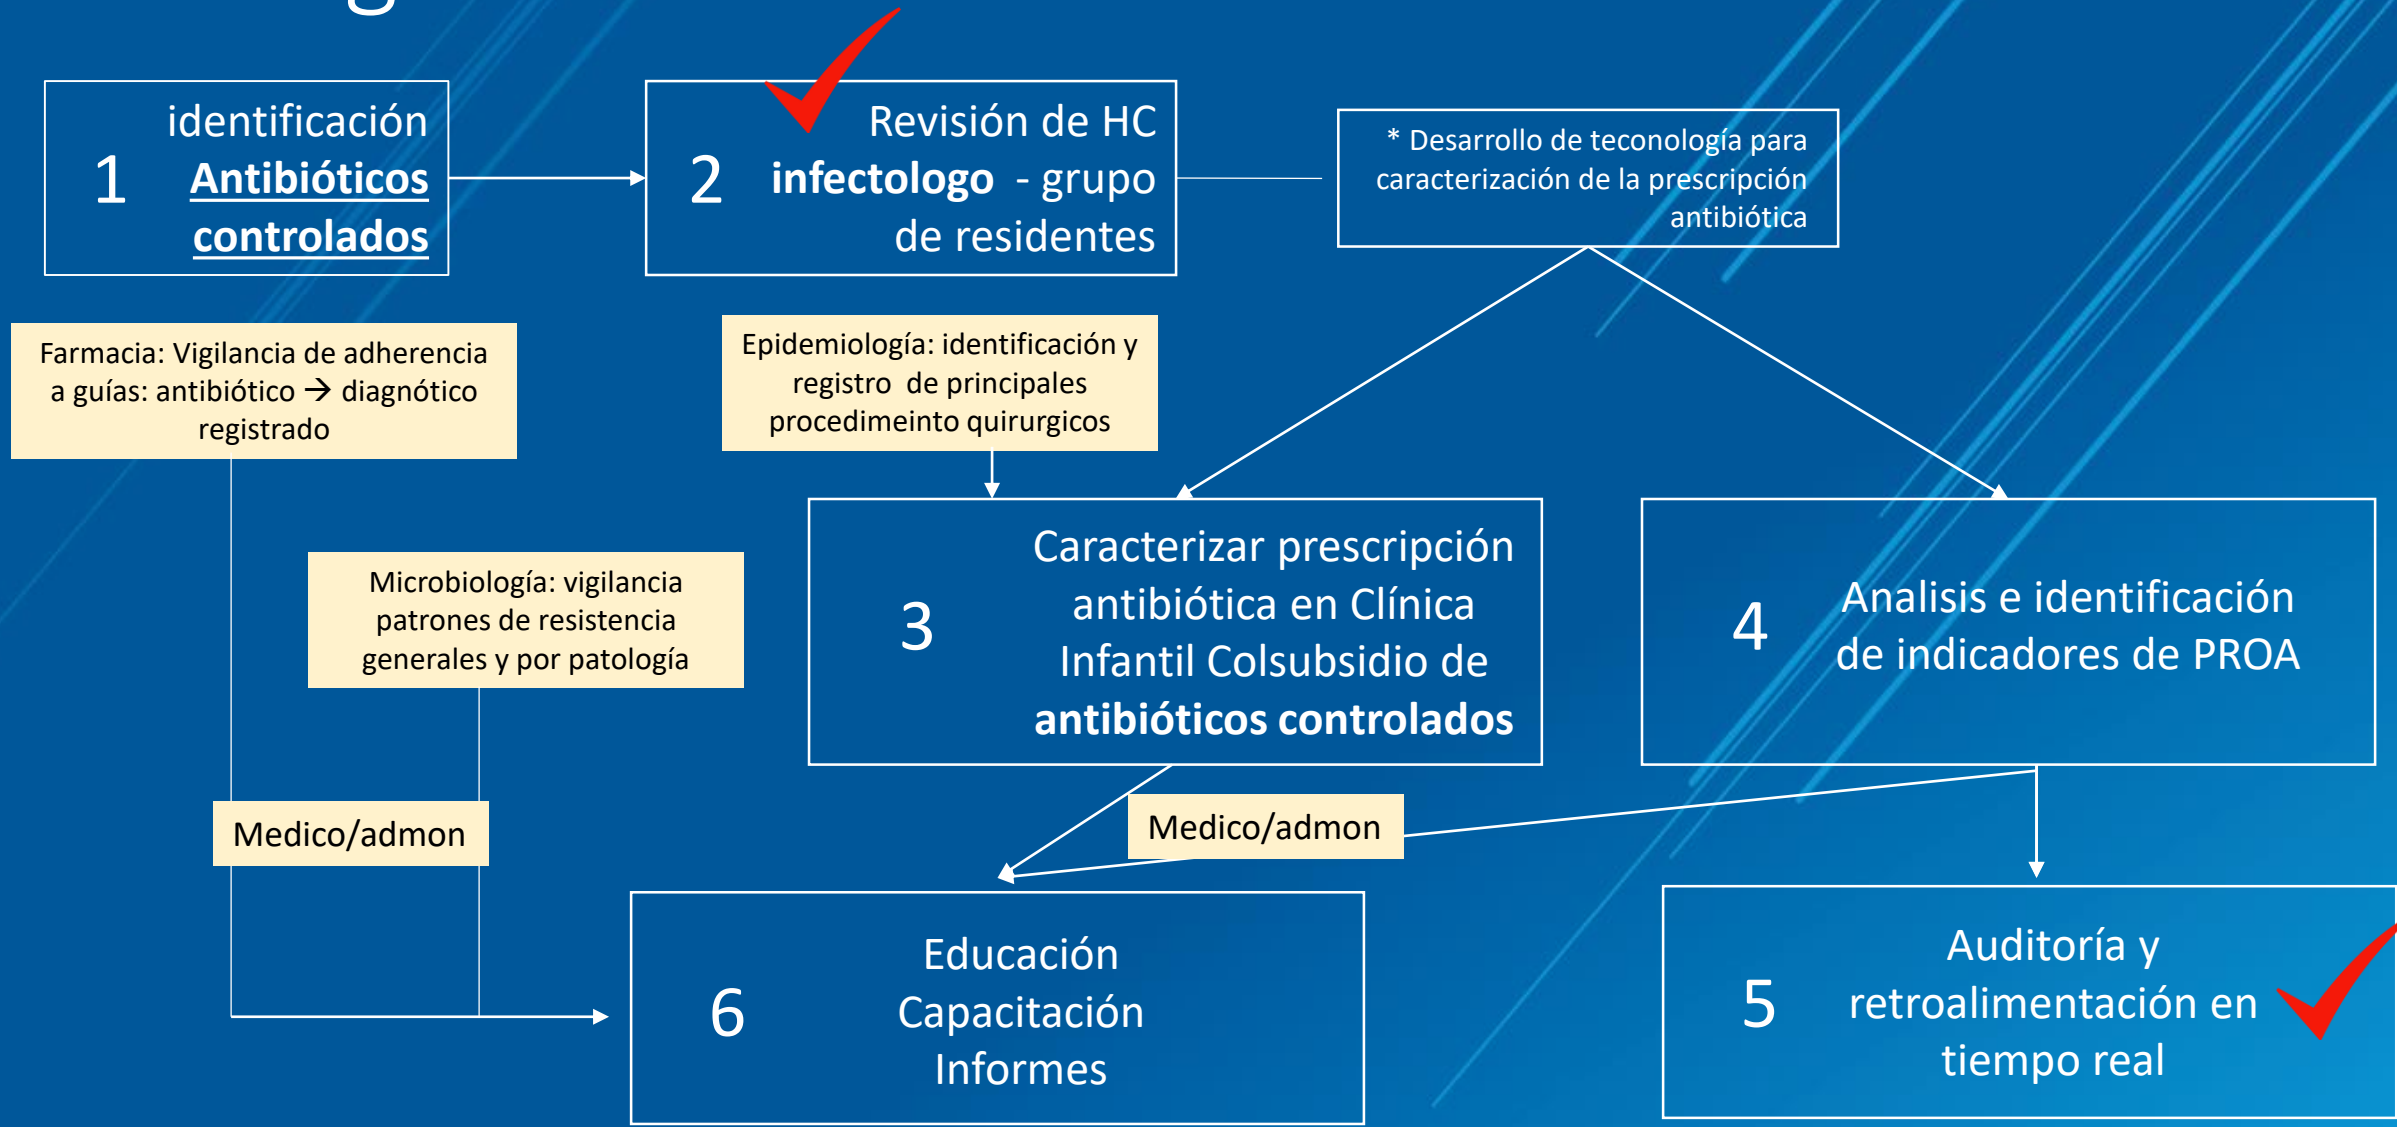 1
identificación
Antibióticos
controlados
2
Revisión de HC
infectologo - grupo
de residentes
* Desarrollo de teconología para
caracterización de la prescripción
antibiótica
Farmacia: Vigilancia de adherencia
a guías: antibiótico → diagnótico
registrado
Epidemiología: identificación y
registro de principales
procedimeinto quirurgicos
Microbiología: vigilancia
patrones de resistencia
generales y por patología
3
Caracterizar prescripción
antibiótica en Clínica
Infantil Colsubsidio de
antibióticos controlados
4
Analisis e identificación
de indicadores de PROA
Medico/admon
Medico/admon
6
Educación
Capacitación
Informes
5
Auditoría y
retroalimentación en
tiempo real